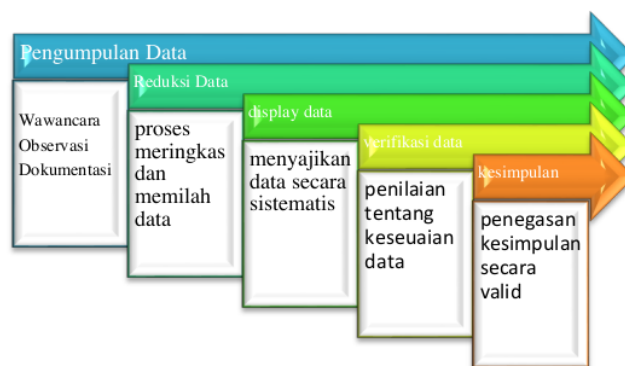 Pengumpulan Data
Wawancara
Observasi
Dokumentasi
Reduksi Data
proses
meringkas
dan
memilah
data
display data
menyajikan
data secara
sistematis
verifikasi data
penilaian
tentang
keseuaian
data
kesimpulan
penegasan
kesimpulan
secara
valid